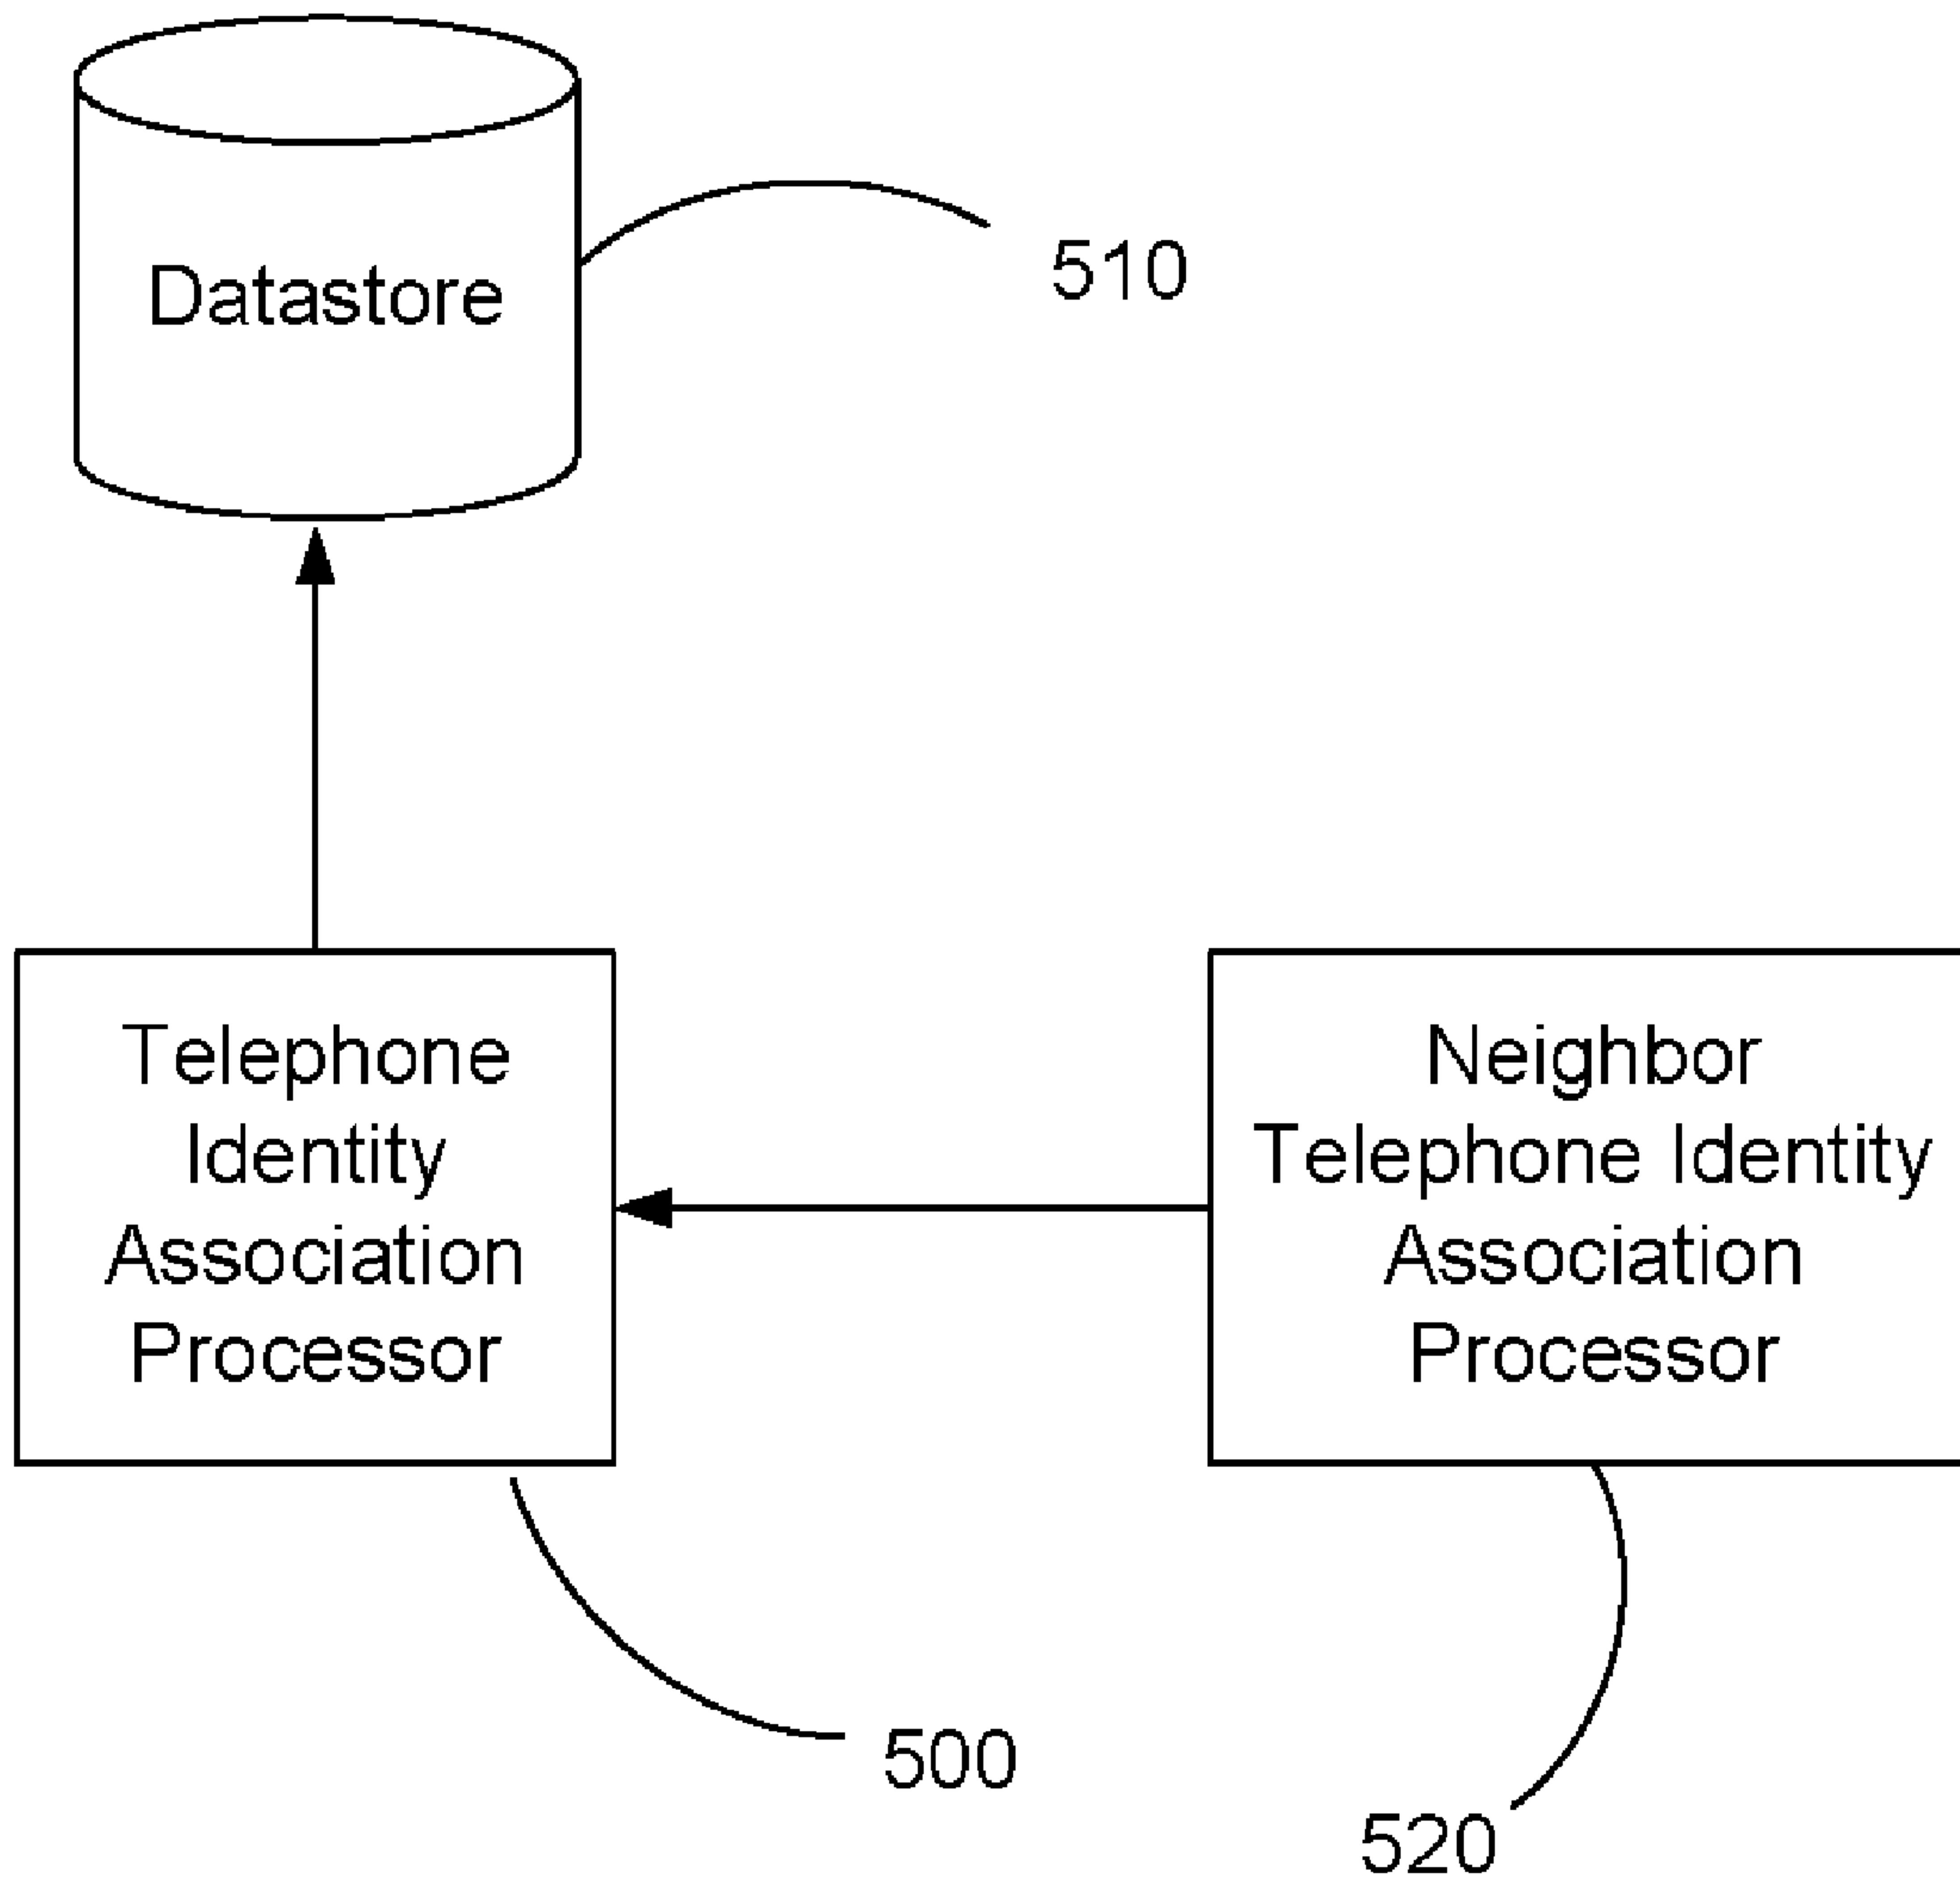 Datastore
510
Telephone
Identity
Association
Processor
Neighbor
Telephone Identity
Association
Processor
500
520